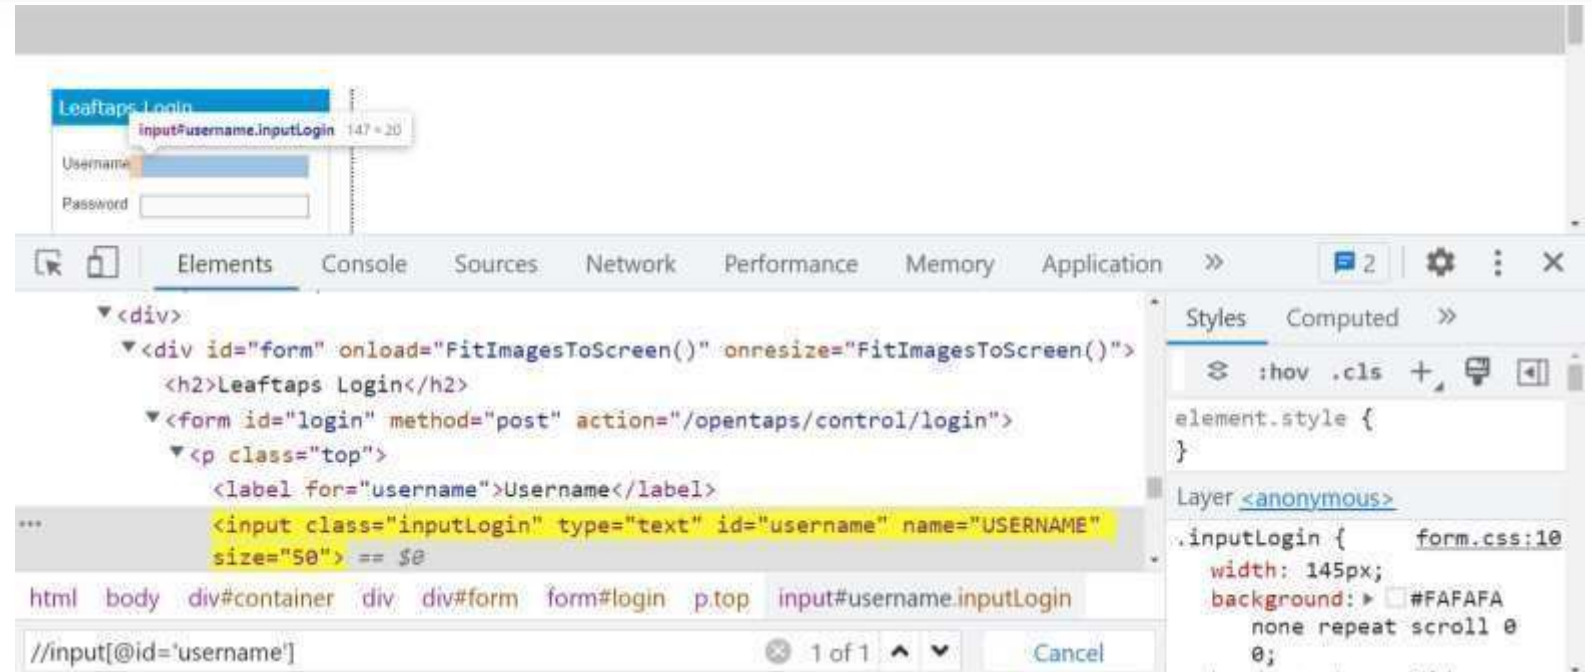 Leaftaps Login
input#username.inputLogin 147 × 20
Username
Password
Elements Console Sources Network Performance Memory Application » 2
<div>
<div id="form" onload="FitImagesToScreen()" onresize="FitImagesToScreen()">
<h2>Leaftaps Login</h2>
<form id="login" method="post" action="/opentaps/control/login">
<p class="top">
<label for="username">Username</label>
... <input class="inputLogin" type="text" id="username" name="USERNAME"
size="50"> == $0
html body div#container div div#form form#login p.top input#username.inputLogin
//input[@id='username'] 1 of 1 Cancel
Styles Computed »
:hov .cls +
element.style {
}
Layer <anonymous>
.inputLogin { form.css:10
width: 145px;
background: #FAFAFA
none repeat scroll 0
0;